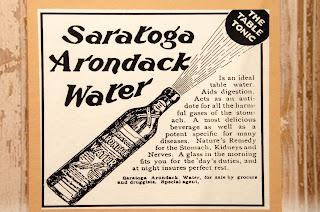 Saratoga
Arondack
Water
THE
TABLE
TONIC
Is an ideal
table water.
Aids digestion.
Acts as an anti-
dote for all the harm-
ful gases of the stom-
ach. A most delicious
beverage as well as a
potent specific for many
diseases. Nature's Remedy
for the Stomach, Kidneys and
Nerves. A glass in the morning
fits you for the day's duties, and
at night insures perfect rest.
Saratoga Arondack Water, for sale by grocers
and druggists. Special agent.